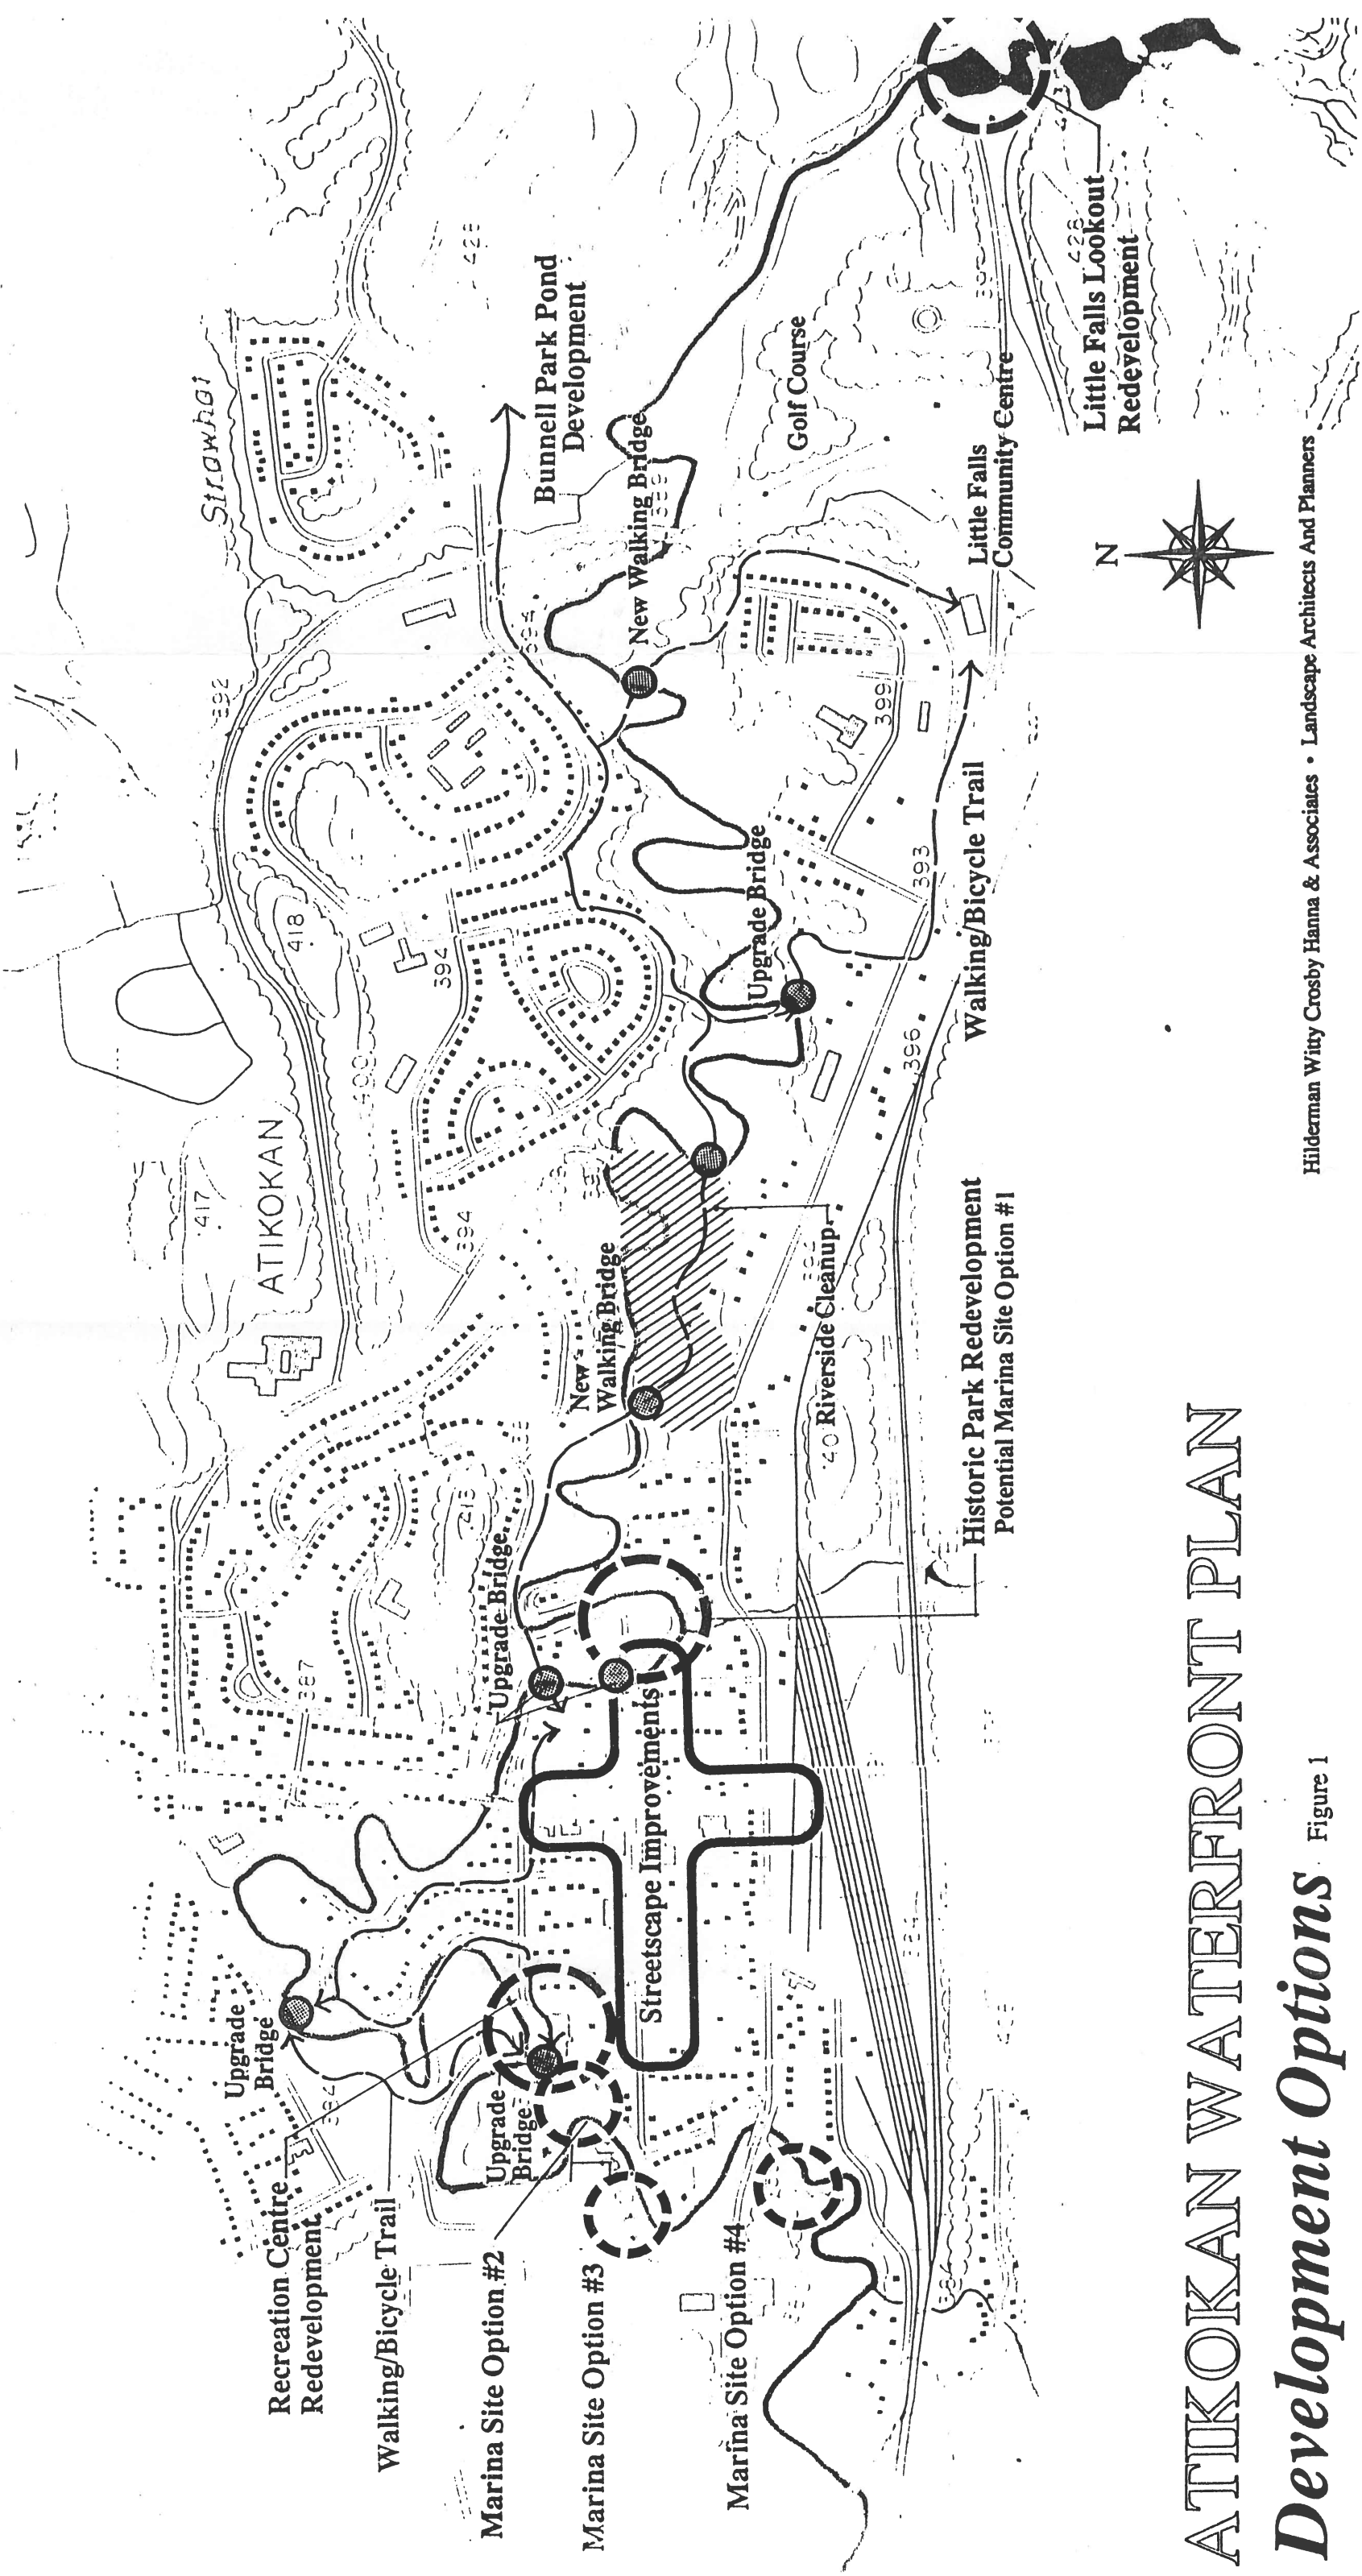 Strawhat
428
Bunnell Park Pond
Development
New Walking Bridge
Golf Course
Little Falls
Community Centre
428
Little Falls Lookout
Redevelopment
392
394
399
418
394
400
ATIKOKAN
417
Upgrade Bridge
393
Walking/Bicycle Trail
396
394
New
Walking Bridge
Riverside Cleanup
Historic Park Redevelopment
Potential Marina Site Option #1
413
387
Upgrade Bridge
Streetscape Improvements
Upgrade
Bridge
394
Upgrade
Bridge
Recreation Centre
Redevelopment
Walking/Bicycle Trail
Marina Site Option #2
Marina Site Option #3
Marina Site Option #4
N
ATIKOKAN WATERFRONT PLAN
Development Options
Figure 1
Hilderman Witty Crosby Hanna & Associates • Landscape Architects And Planners